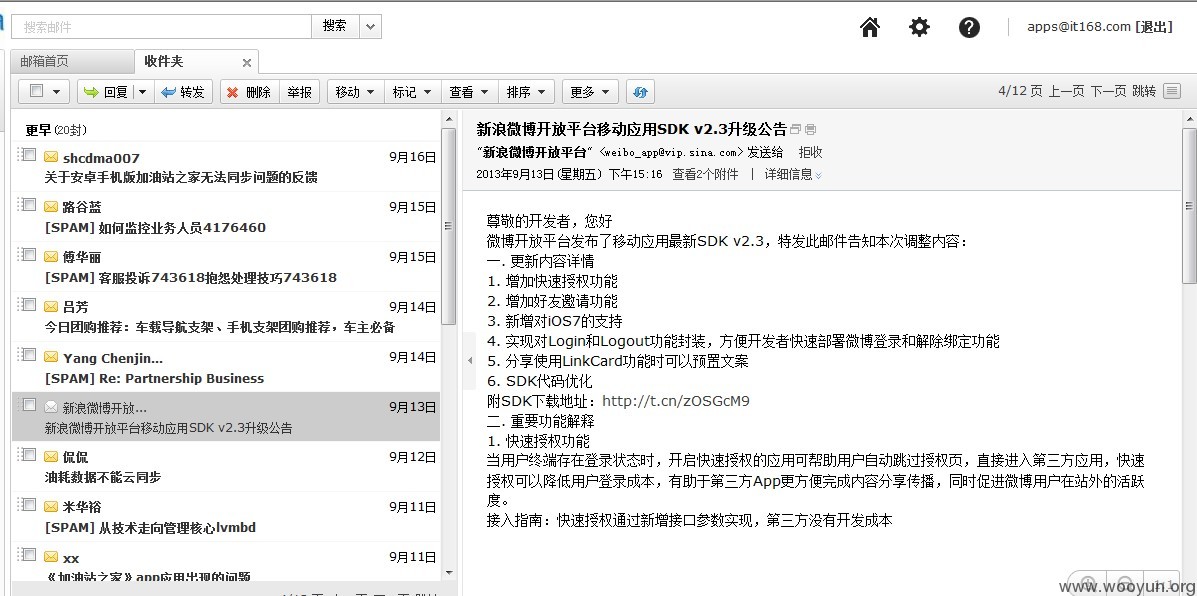 搜索邮件 搜索
apps@it168.com [退出]
邮箱首页 收件夹
回复 转发 删除 举报 移动 标记 查看 排序 更多
4/12 页 上一页 下一页 跳转
更早 (20封)
shcdma007 9月16日
关于安卓手机版加油站之家无法同步问题的反馈
路谷蓝 9月15日
[SPAM] 如何监控业务人员4176460
傅华丽 9月15日
[SPAM] 客服投诉743618抱怨处理技巧743618
吕芳 9月14日
今日团购推荐：车载导航支架、手机支架团购推荐，车主必备
Yang Chenjin... 9月14日
[SPAM] Re: Partnership Business
新浪微博开放... 9月13日
新浪微博开放平台移动应用SDK v2.3升级公告
侃侃 9月12日
油耗数据不能云同步
米华裕 9月11日
[SPAM] 从技术走向管理核心lvmbd
xx 9月11日
《加油站之家》app应用出现的问题
新浪微博开放平台移动应用SDK v2.3升级公告
"新浪微博开放平台" <weibo_app@vip.sina.com> 发送给 拒收
2013年9月13日(星期五) 下午15:16 查看2个附件 | 详细信息
尊敬的开发者，您好
微博开放平台发布了移动应用最新SDK v2.3，特发此邮件告知本次调整内容：
一. 更新内容详情
1. 增加快速授权功能
2. 增加好友邀请功能
3. 新增对iOS7的支持
4. 实现对Login和Logout功能封装，方便开发者快速部署微博登录和解除绑定功能
5. 分享使用LinkCard功能时可以预置文案
6. SDK代码优化
附SDK下载地址：http://t.cn/zOSGcM9
二. 重要功能解释
1. 快速授权功能
当用户终端存在登录状态时，开启快速授权的应用可帮助用户自动跳过授权页，直接进入第三方应用，快速
授权可以降低用户登录成本，有助于第三方App更方便完成内容分享传播，同时促进微博用户在站外的活跃
度。
接入指南：快速授权通过新增接口参数实现，第三方没有开发成本
www.wooyun.org